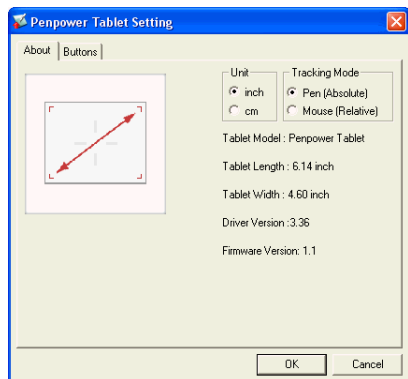 Penpower Tablet Setting
About Buttons
Unit Tracking Mode
inch Pen (Absolute)
cm Mouse (Relative)
Tablet Model : Penpower Tablet
Tablet Length : 6.14 inch
Tablet Width : 4.60 inch
Driver Version :3.36
Firmware Version: 1.1
OK Cancel